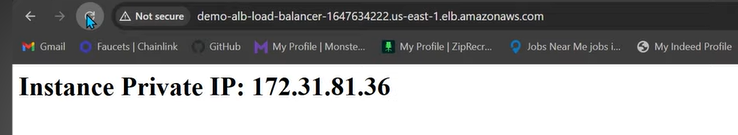 Not secure demo-alb-load-balancer-1647634222.us-east-1.elb.amazonaws.com
Gmail Faucets | Chainlink GitHub My Profile | Monste... My Profile | ZipRecr... Jobs Near Me jobs i... My Indeed Profile
Instance Private IP: 172.31.81.36